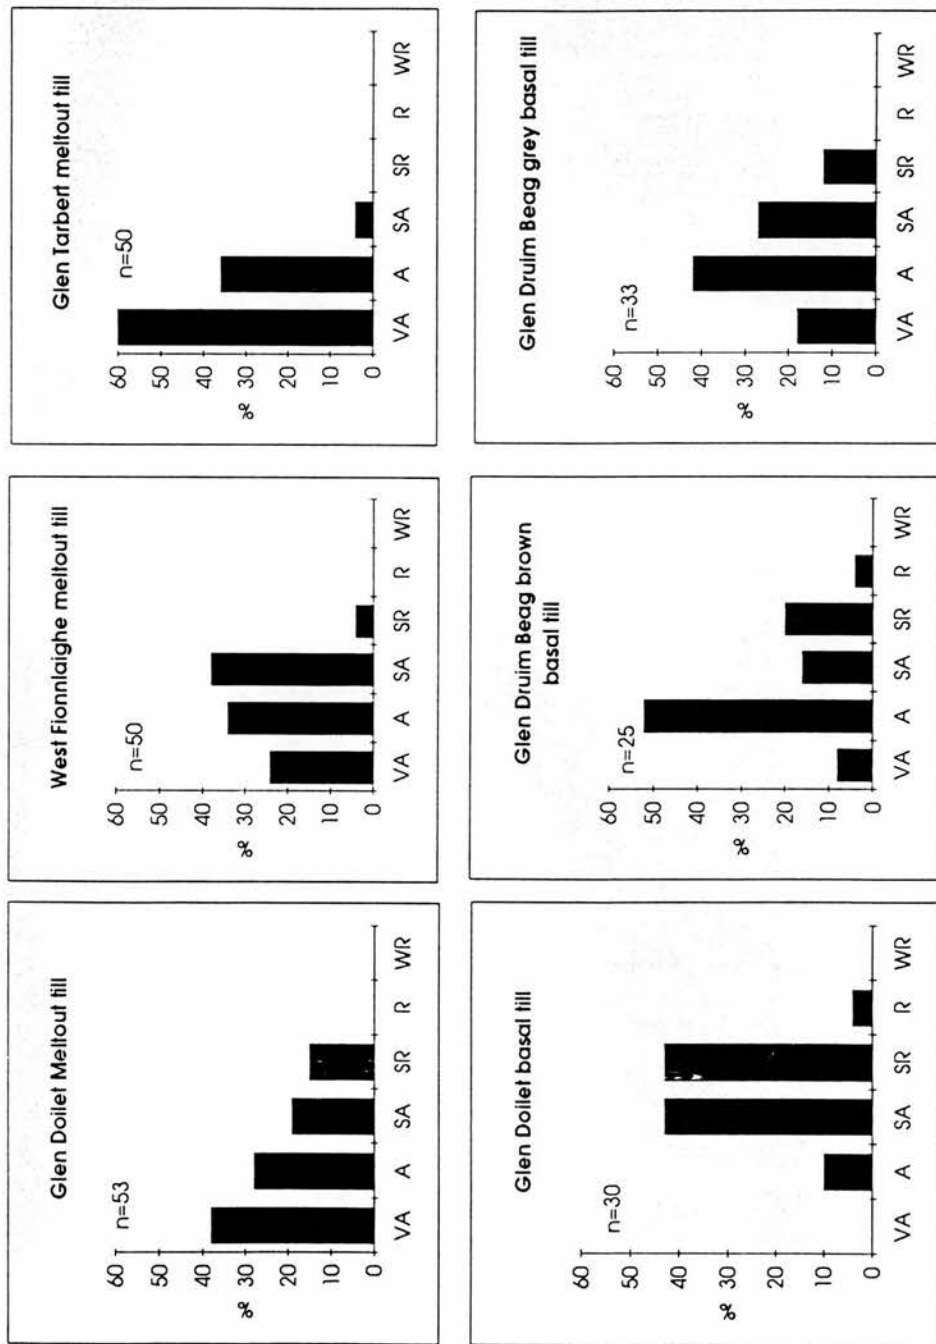 Glen Doilet Meltout till
n=53
60
50
40
30
20
10
0
%
VA A SA SR R WR
West Fionnlaighe meltout till
n=50
60
50
40
30
20
10
0
%
VA A SA SR R WR
Glen Tarbert meltout till
n=50
60
50
40
30
20
10
0
%
VA A SA SR R WR
Glen Doilet basal till
n=30
60
50
40
30
20
10
0
%
VA A SA SR R WR
Glen Druim Beag brown
basal till
n=25
60
50
40
30
20
10
0
%
VA A SA SR R WR
Glen Druim Beag grey basal till
n=33
60
50
40
30
20
10
0
%
VA A SA SR R WR